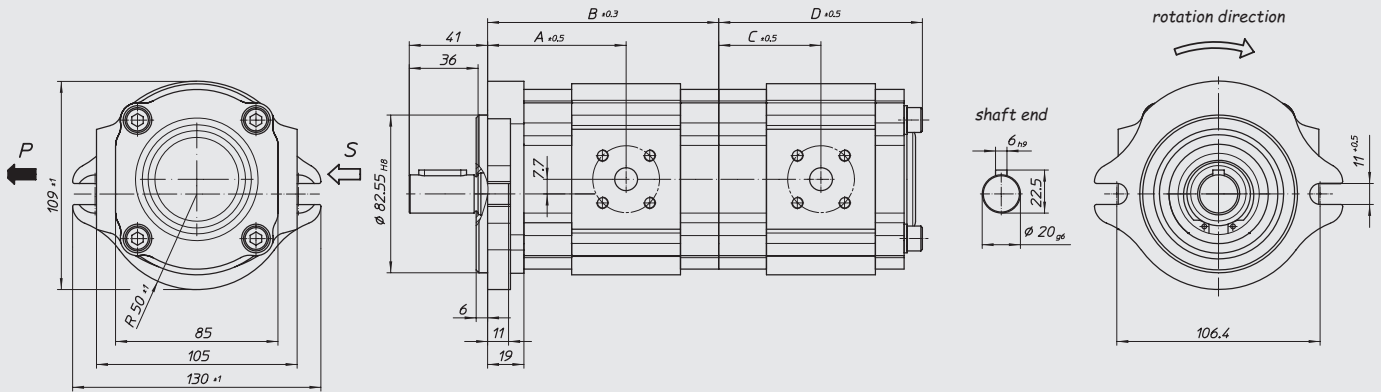 P
S
109 ±1
R 50 ±1
85
105
130 ±1
B ±0.3
D ±0.5
41
A ±0.5
C ±0.5
36
ϕ 82.55 H8
7.7
6
11
19
shaft end
6 h9
22.5
ϕ 20 g6
rotation direction
11 +0.5
106.4